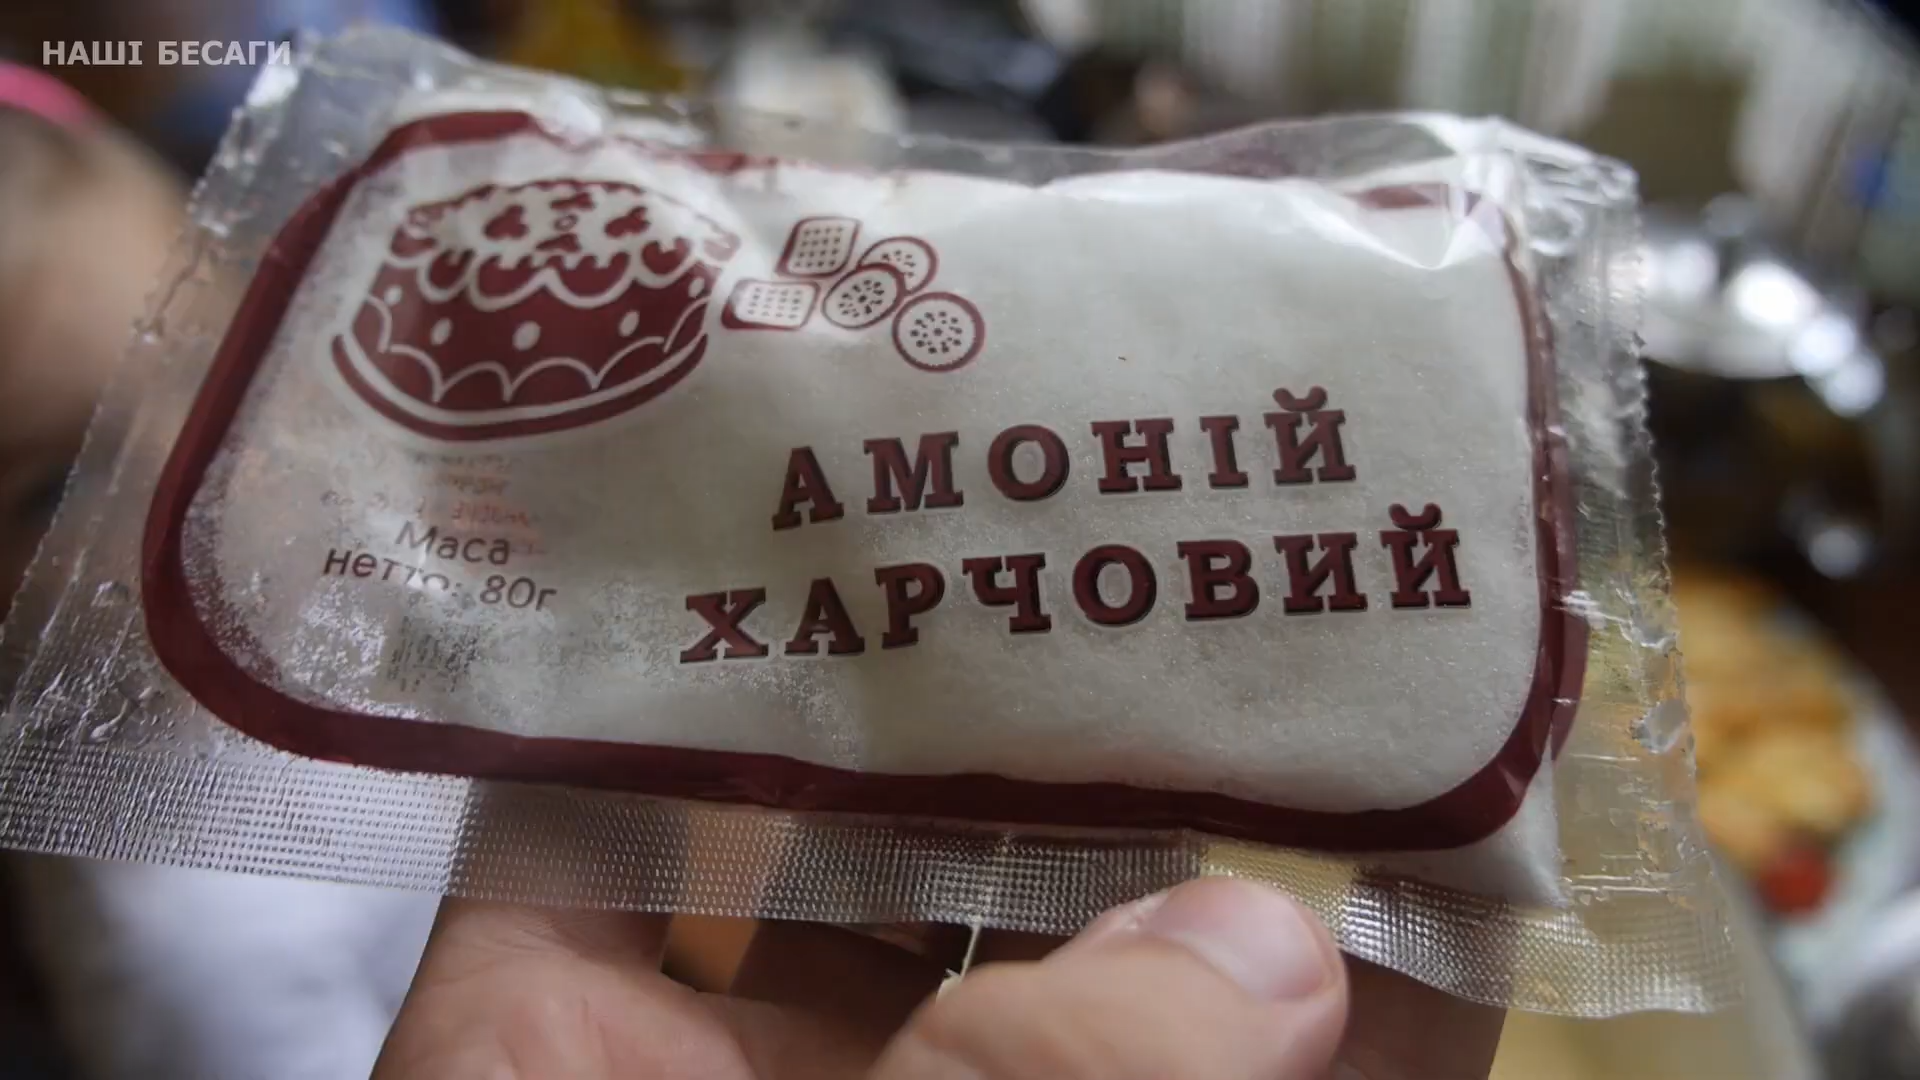 НАШІ БЕСАГИ
АМОНІЙ
ХАРЧОВИЙ
Маса
нетто: 80г